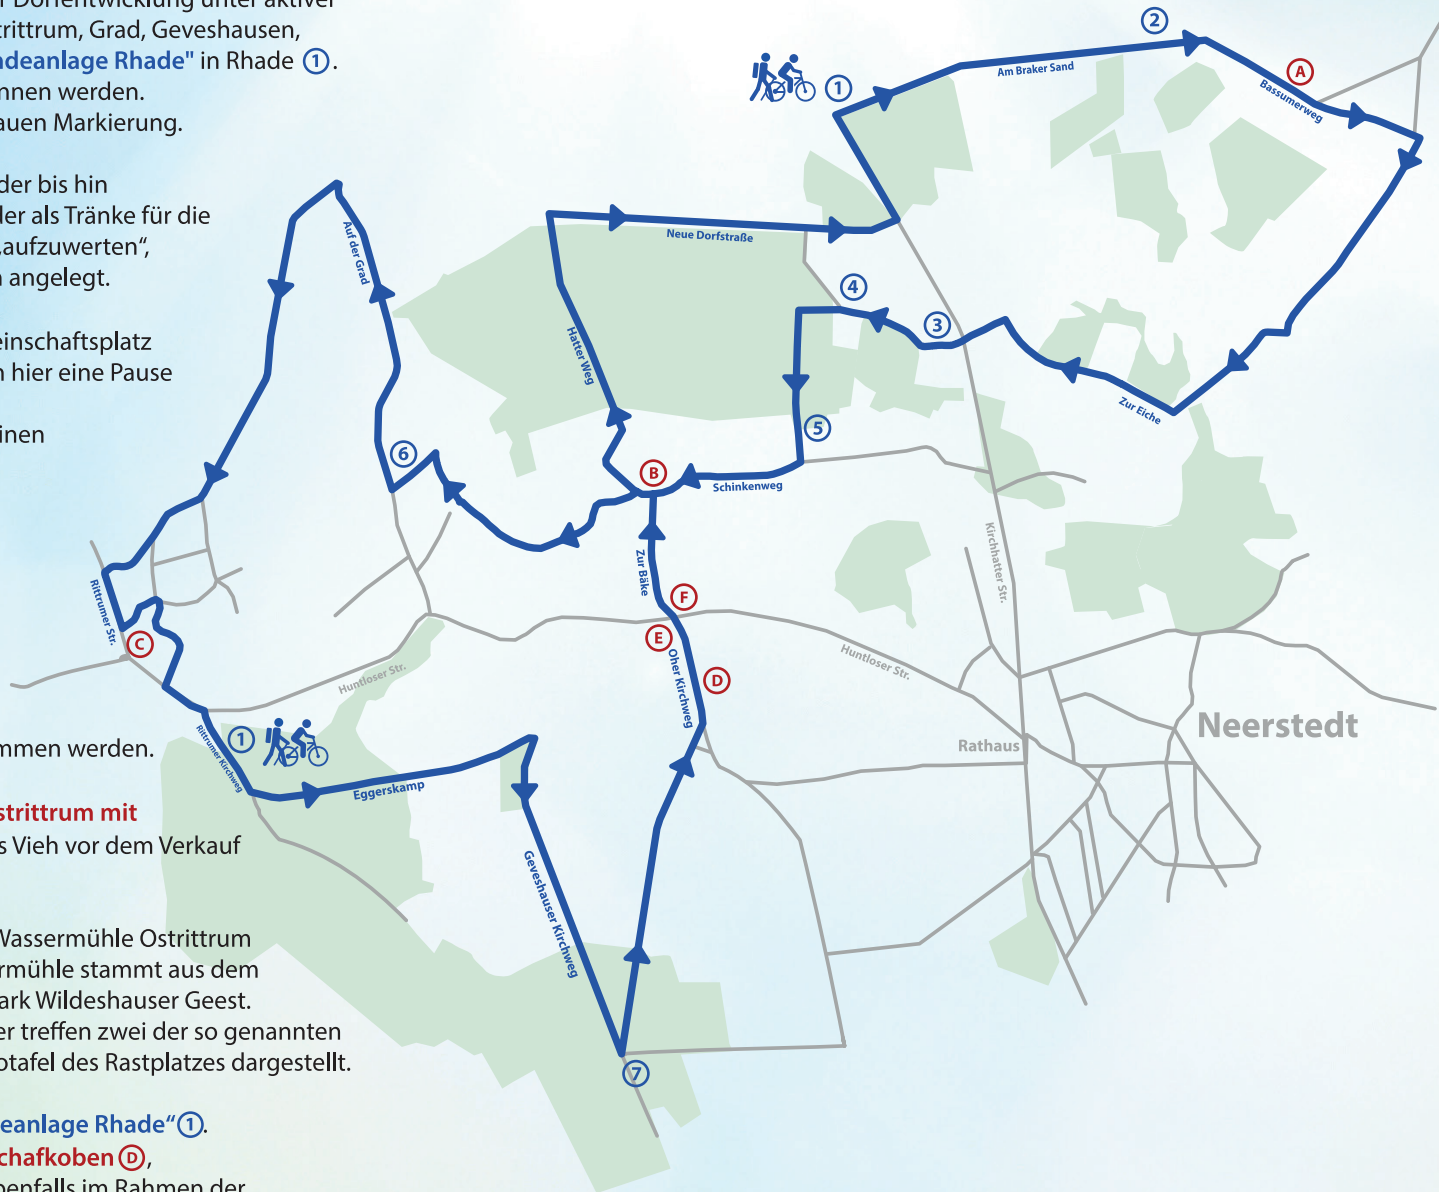 r Dorfentwicklung unter aktiver
trittrum, Grad, Geveshausen,
ndeanlage Rhade" in Rhade 1.
nnen werden.
auen Markierung.
der bis hin
der als Tränke für die
„aufzuwerten“,
n angelegt.
einschaftsplatz
n hier eine Pause
inen
mmen werden.
strittrum mit
s Vieh vor dem Verkauf
Wassermühle Ostrittrum
rmühle stammt aus dem
ark Wildeshauser Geest.
er treffen zwei der so genannten
otafel des Rastplatzes dargestellt.
eanlage Rhade“ 1.
chafkoben D,
benfalls im Rahmen der
2
A
1
Am Braker Sand
Bassumerweg
Auf der Grad
Neue Dorfstraße
4
3
Hatter Weg
Zur Eiche
5
6
B
Schinkenweg
Kirchhatter Str.
Zur Bäke
Rittrumer Str.
F
E
C
Oher Kirchweg
D
Huntloser Str.
Huntloser Str.
Neerstedt
Rathaus
Rittrumer Kirchweg
1
Eggerskamp
Geveshauser Kirchweg
7